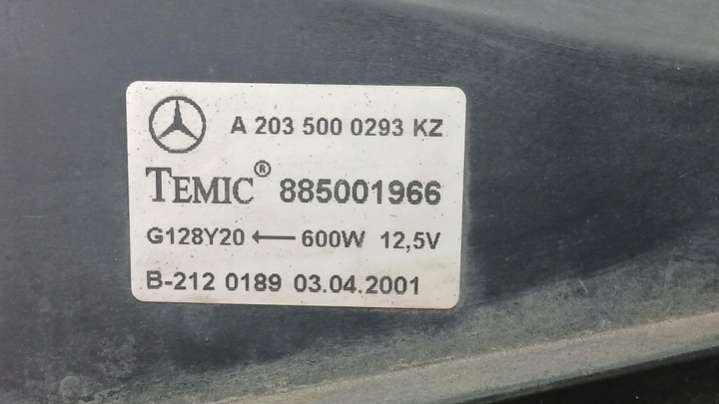 A 203 500 0293 KZ
TEMIC® 885001966
G128Y20 ← 600W 12,5V
B-212 0189 03.04.2001